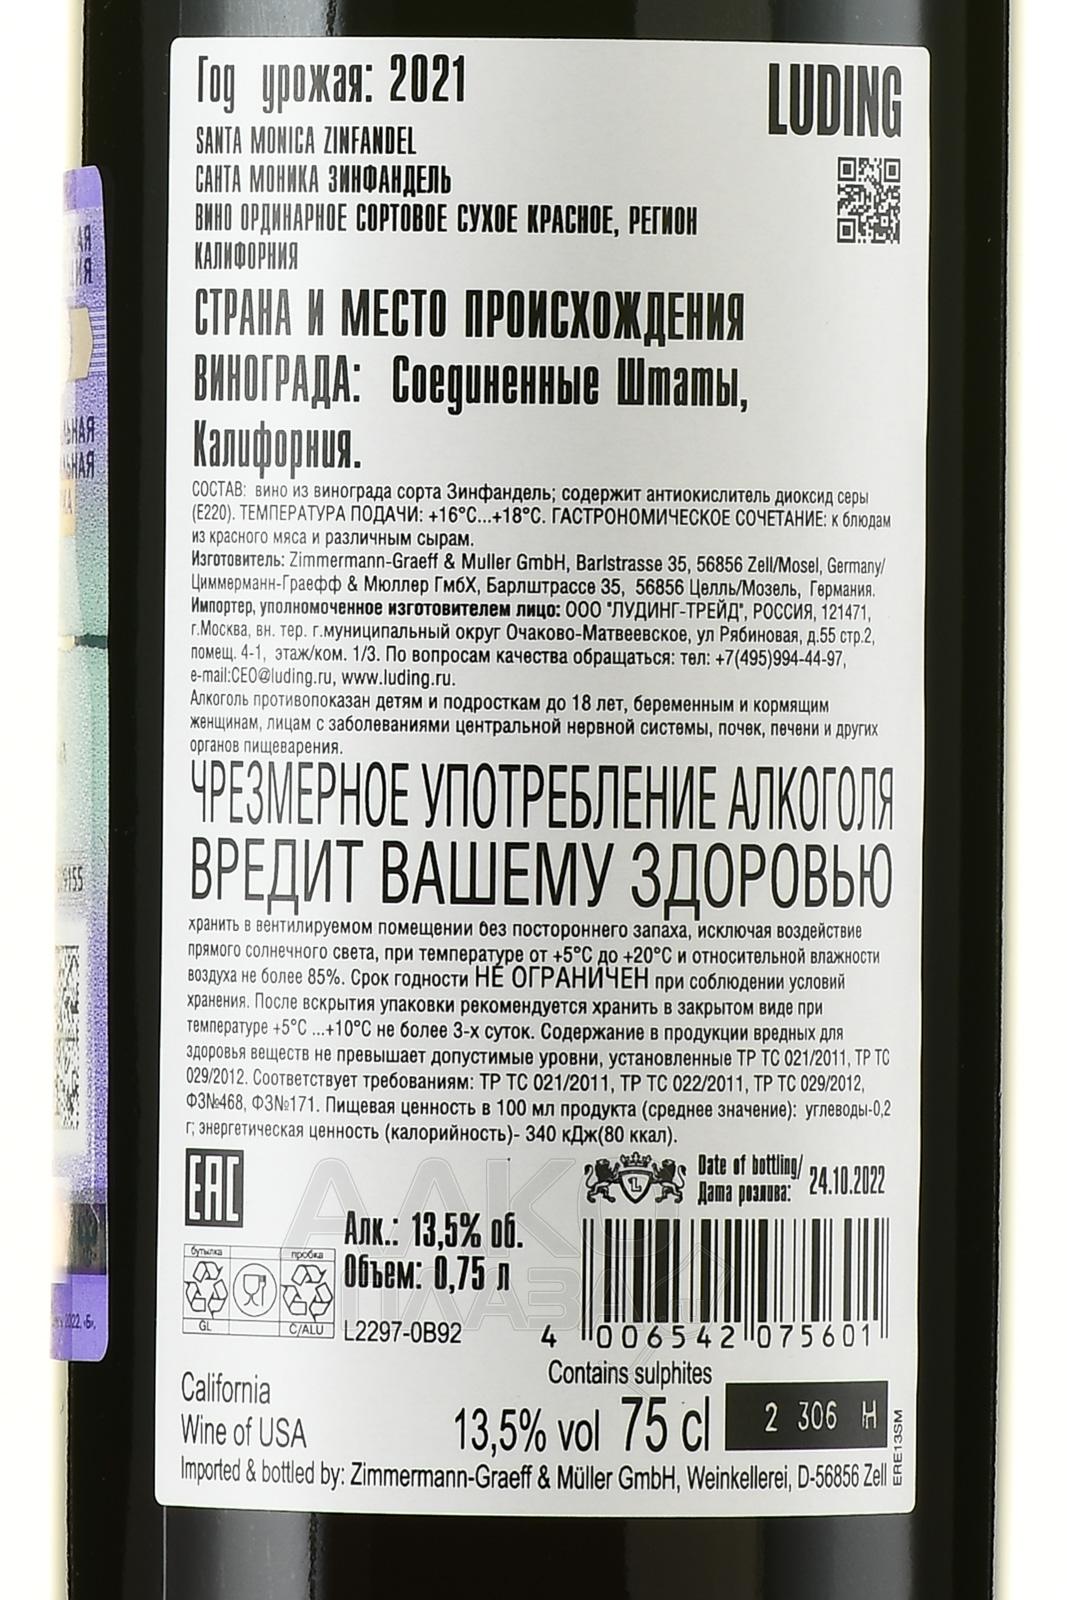 Год урожая: 2021
LUDING
SANTA MONICA ZINFANDEL
САНТА МОНИКА ЗИНФАНДЕЛЬ
ВИНО ОРДИНАРНОЕ СОРТОВОЕ СУХОЕ КРАСНОЕ, РЕГИОН
КАЛИФОРНИЯ
СТРАНА И МЕСТО ПРОИСХОЖДЕНИЯ
ВИНОГРАДА: Соединенные Штаты,
Калифорния.
СОСТАВ: вино из винограда сорта Зинфандель; содержит антиокислитель диоксид серы
(Е220). ТЕМПЕРАТУРА ПОДАЧИ: +16°С...+18°С. ГАСТРОНОМИЧЕСКОЕ СОЧЕТАНИЕ: к блюдам
из красного мяса и различным сырам.
Изготовитель: Zimmermann-Graeff & Muller GmbH, Barlstrasse 35, 56856 Zell/Mosel, Germany/
Циммерманн-Граефф & Мюллер ГмбХ, Барлштрассе 35, 56856 Целль/Мозель, Германия.
Импортер, уполномоченное изготовителем лицо: ООО "ЛУДИНГ-ТРЕЙД", РОССИЯ, 121471,
г.Москва, вн. тер. г.муниципальный округ Очаково-Матвеевское, ул Рябиновая, д.55 стр.2,
помещ. 4-1, этаж/ком. 1/3. По вопросам качества обращаться: тел: +7(495)994-44-97,
e-mail:CEO@luding.ru, www.luding.ru.
Алкоголь противопоказан детям и подросткам до 18 лет, беременным и кормящим
женщинам, лицам с заболеваниями центральной нервной системы, почек, печени и других
органов пищеварения.
ЧРЕЗМЕРНОЕ УПОТРЕБЛЕНИЕ АЛКОГОЛЯ
ВРЕДИТ ВАШЕМУ ЗДОРОВЬЮ
хранить в вентилируемом помещении без постороннего запаха, исключая воздействие
прямого солнечного света, при температуре от +5°С до +20°С и относительной влажности
воздуха не более 85%. Срок годности НЕ ОГРАНИЧЕН при соблюдении условий
хранения. После вскрытия упаковки рекомендуется хранить в закрытом виде при
температуре +5°С ...+10°С не более 3-х суток. Содержание в продукции вредных для
здоровья веществ не превышает допустимые уровни, установленные ТР ТС 021/2011, ТР ТС
029/2012. Соответствует требованиям: ТР ТС 021/2011, ТР ТС 022/2011, ТР ТС 029/2012,
ФЗ№468, ФЗ№171. Пищевая ценность в 100 мл продукта (среднее значение): углеводы-0,2
г; энергетическая ценность (калорийность)- 340 кДж(80 ккал).
EAC
Date of bottling/
Дата розлива: 24.10.2022
Алк.: 13,5% об.
Объем: 0,75 л
бутылка
пробка
GL
C/ALU
L2297-0B92
4 006542 075601
Contains sulphites
California
Wine of USA
13,5% vol 75 cl
2 306 H
ERE13SM
Imported & bottled by: Zimmermann-Graeff & Müller GmbH, Weinkellerei, D-56856 Zell
АЛКО
ПЛАЗА